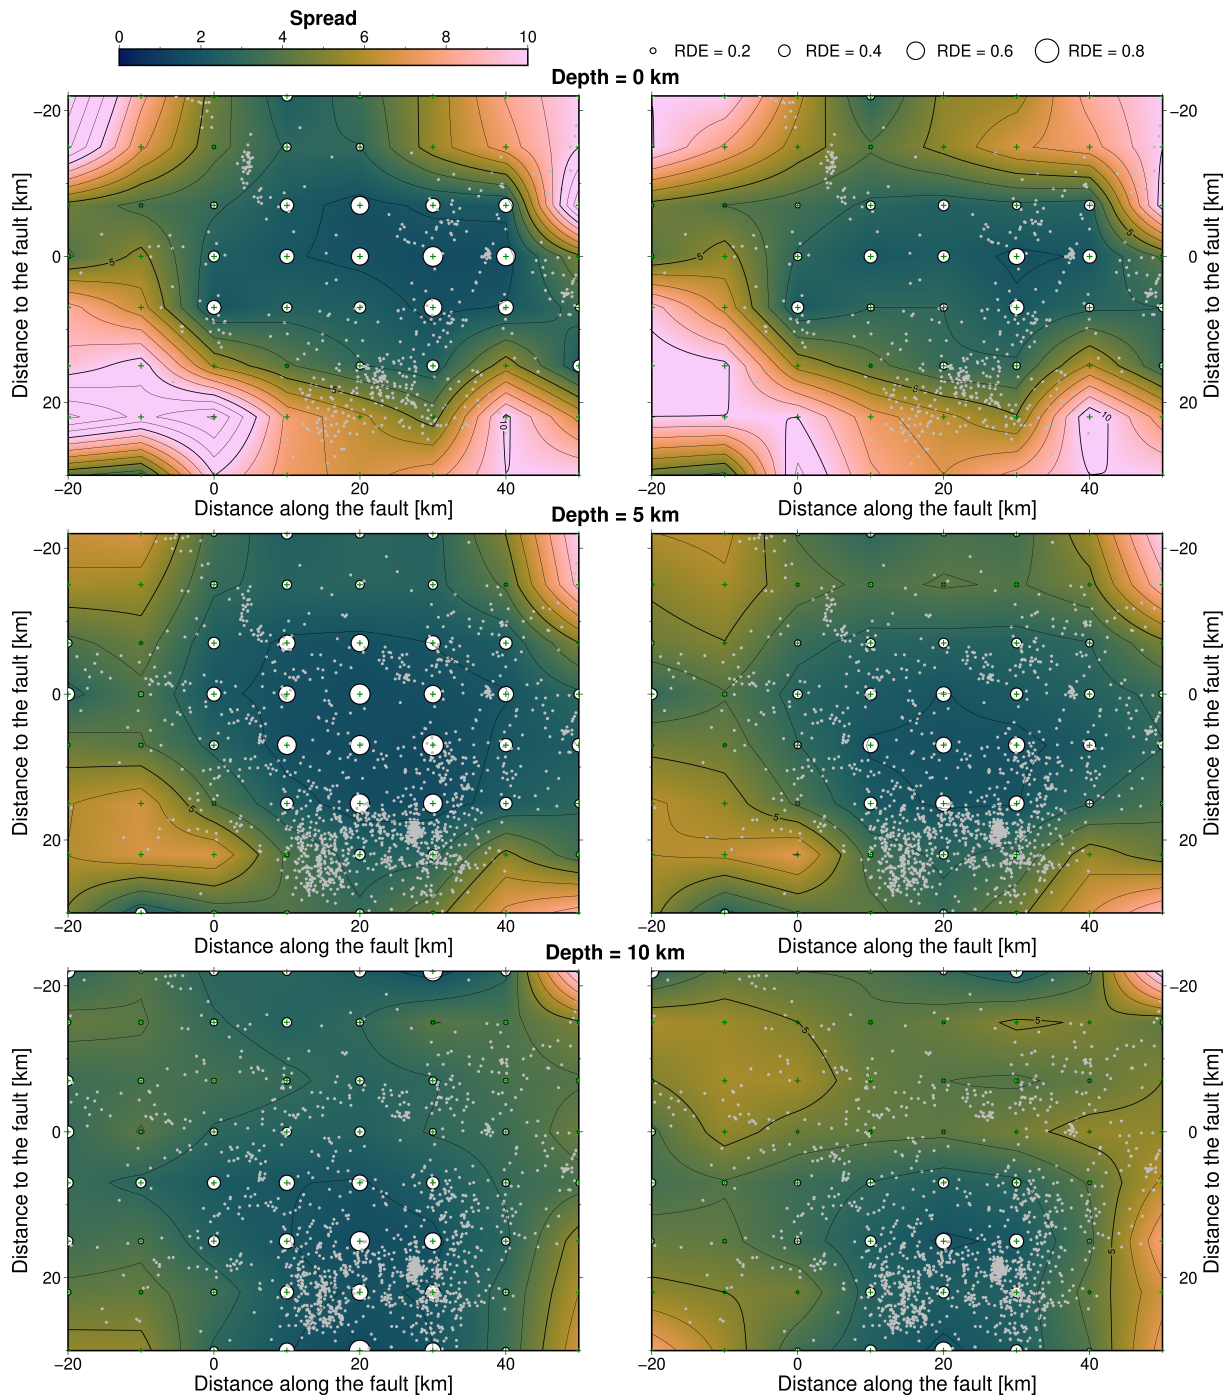 Spread
0 2 4 6 8 10
RDE = 0.2 RDE = 0.4 RDE = 0.6 RDE = 0.8
Depth = 0 km
−20 0 20
Distance to the fault [km]
5
5
10
−20 0 20 40
Distance along the fault [km]
5
5
5
10
−20 0 20
Distance to the fault [km]
−20 0 20 40
Distance along the fault [km]
Depth = 5 km
−20 0 20
Distance to the fault [km]
5
−20 0 20 40
Distance along the fault [km]
5
−20 0 20
Distance to the fault [km]
−20 0 20 40
Distance along the fault [km]
Depth = 10 km
−20 0 20
Distance to the fault [km]
−20 0 20 40
Distance along the fault [km]
5
5
5
−20 0 20
Distance to the fault [km]
−20 0 20 40
Distance along the fault [km]